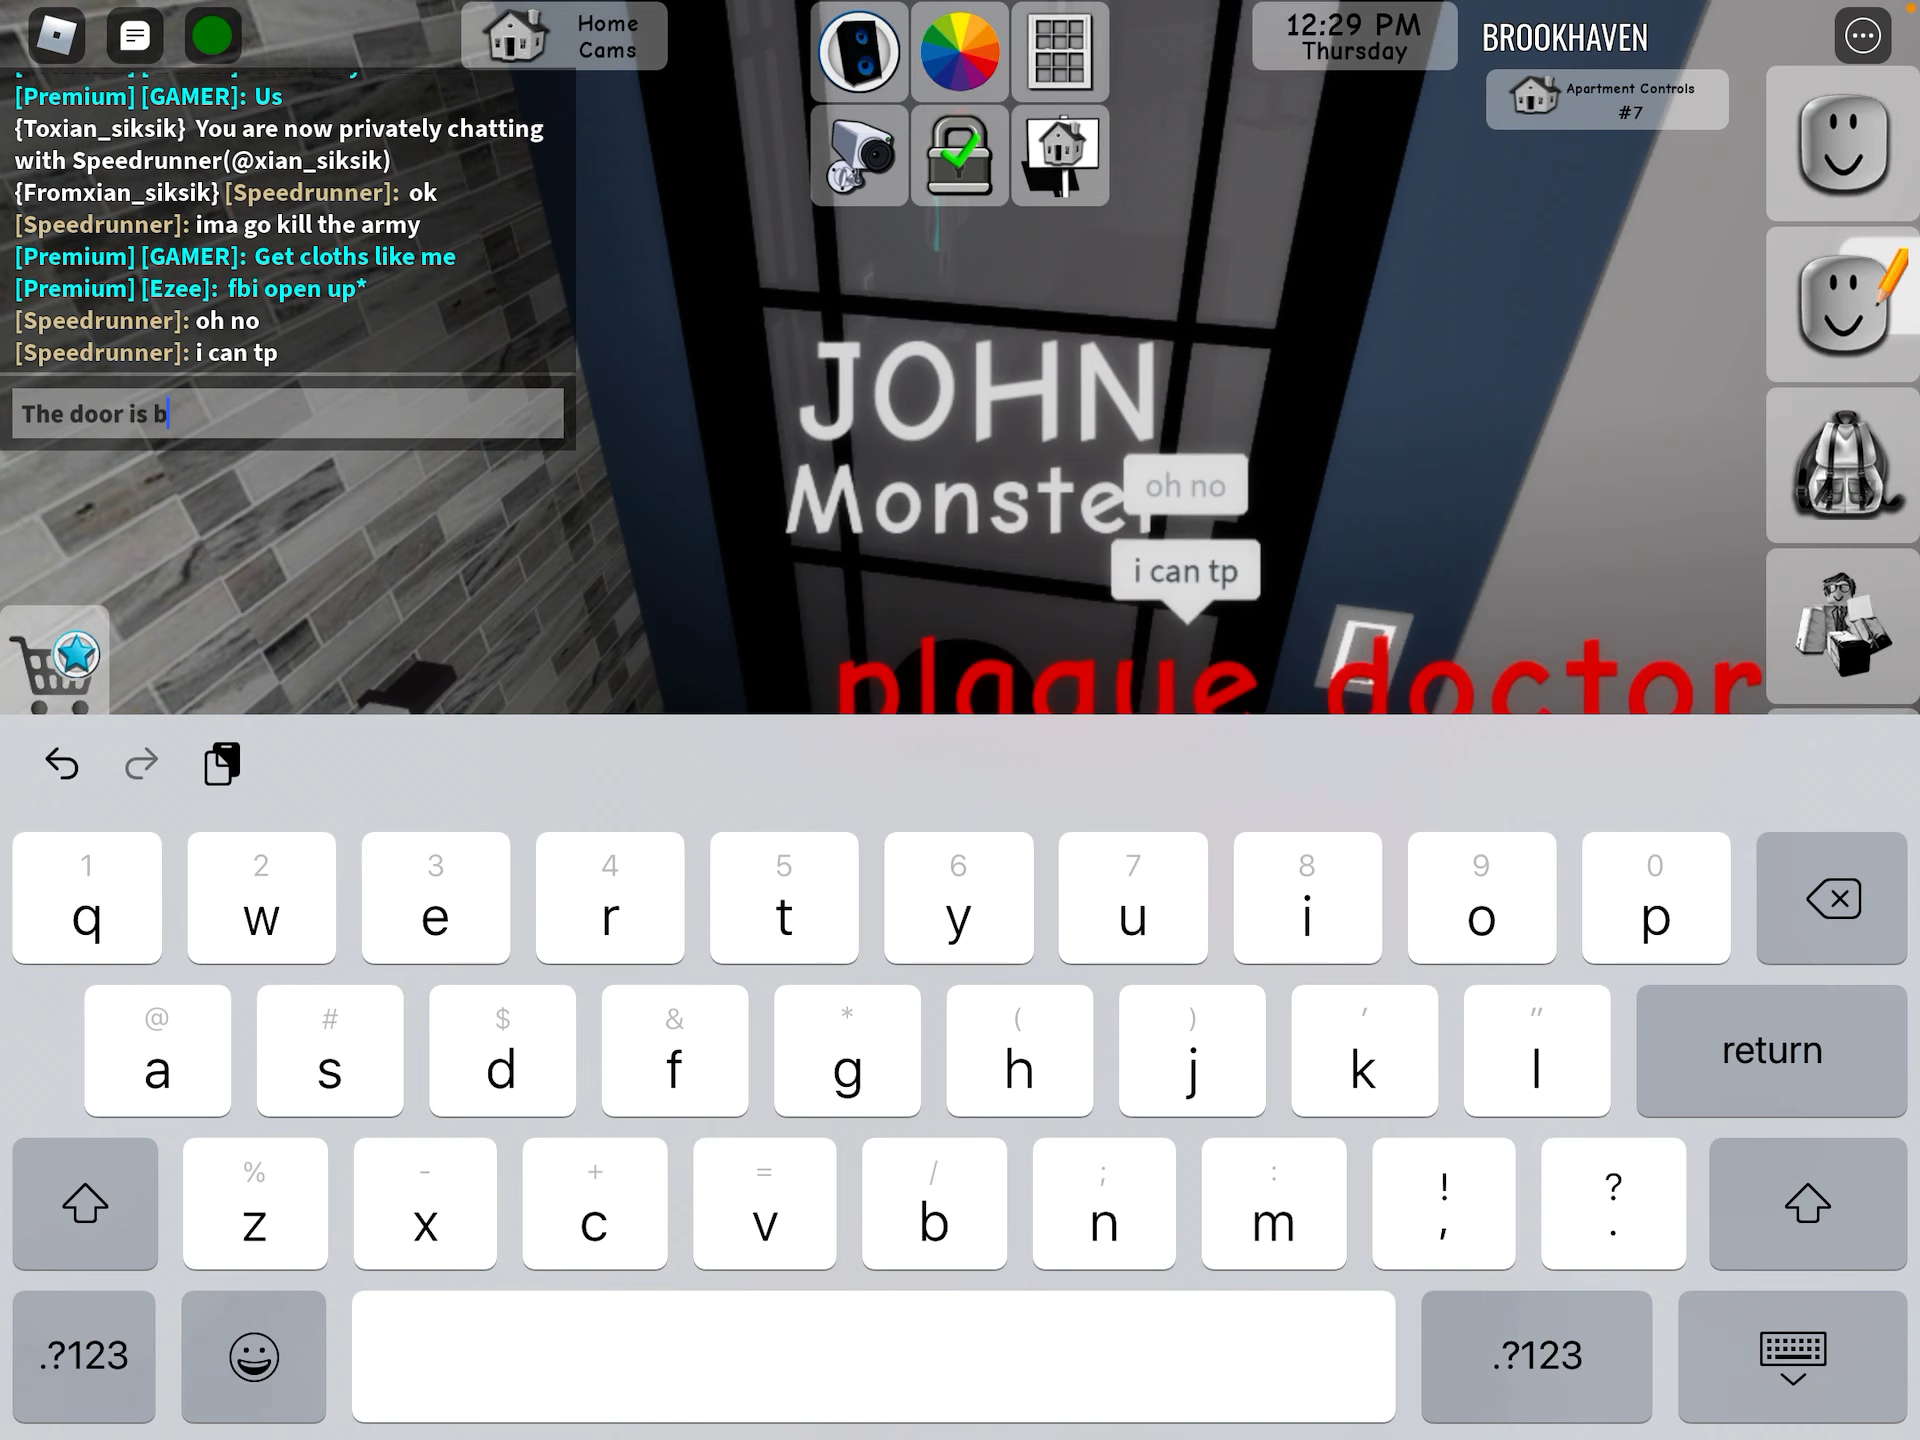 Home
Cams
12:29 PM
Thursday
BROOKHAVEN
Apartment Controls
#7
[Premium] [GAMER]: Us
{Toxian_siksik} You are now privately chatting
with Speedrunner(@xian_siksik)
{Fromxian_siksik} [Speedrunner]: ok
[Speedrunner]: ima go kill the army
[Premium] [GAMER]: Get cloths like me
[Premium] [Ezee]: fbi open up*
[Speedrunner]: oh no
[Speedrunner]: i can tp
The door is b
JOHN
Monster
oh no
i can tp
plague doctor
1 2 3 4 5 6 7 8 9 0
q w e r t y u i o p
@ # $ & * ( ) ' "
a s d f g h j k l return
% - + = / ; : ! ?
z x c v b n m , .
.?123 .?123